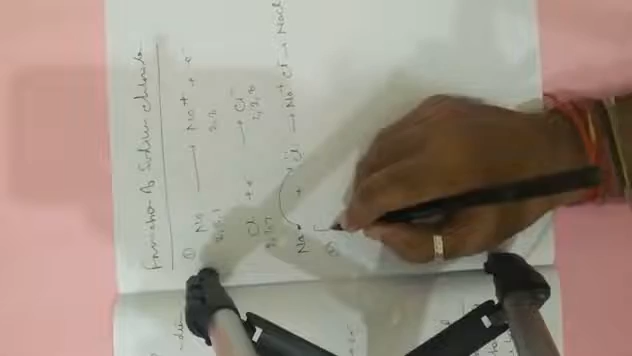 Formation of Sodium chloride
① Na ⟶ Na⁺ + e⁻
2,8,1 2,8
Cl + e⁻ ⟶ Cl⁻
2,8,7 2,8,8
Na + Cl ⟶ Na⁺ Cl⁻ → NaCl